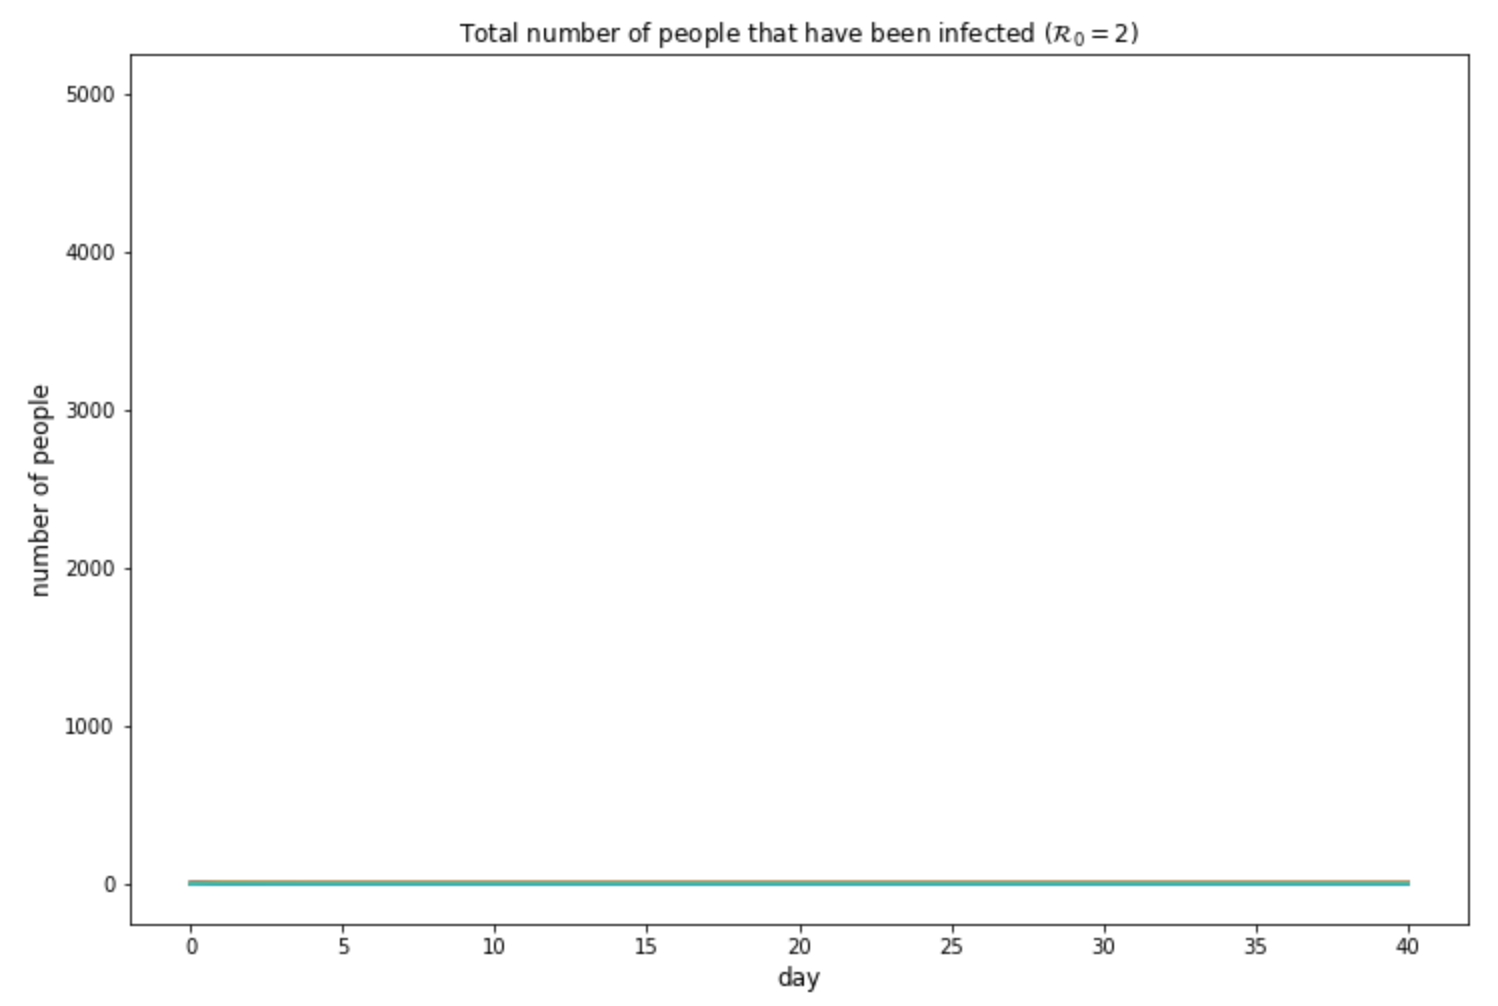 Total number of people that have been infected (ℛ₀ = 2)
5000
4000
3000
2000
1000
0
number of people
0 5 10 15 20 25 30 35 40
day